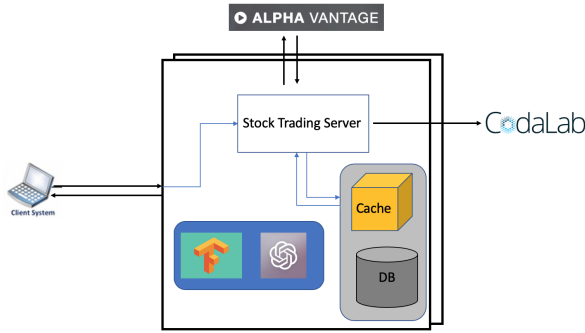 ALPHA VANTAGE
Stock Trading Server
CodaLab
Cache
Client System
DB